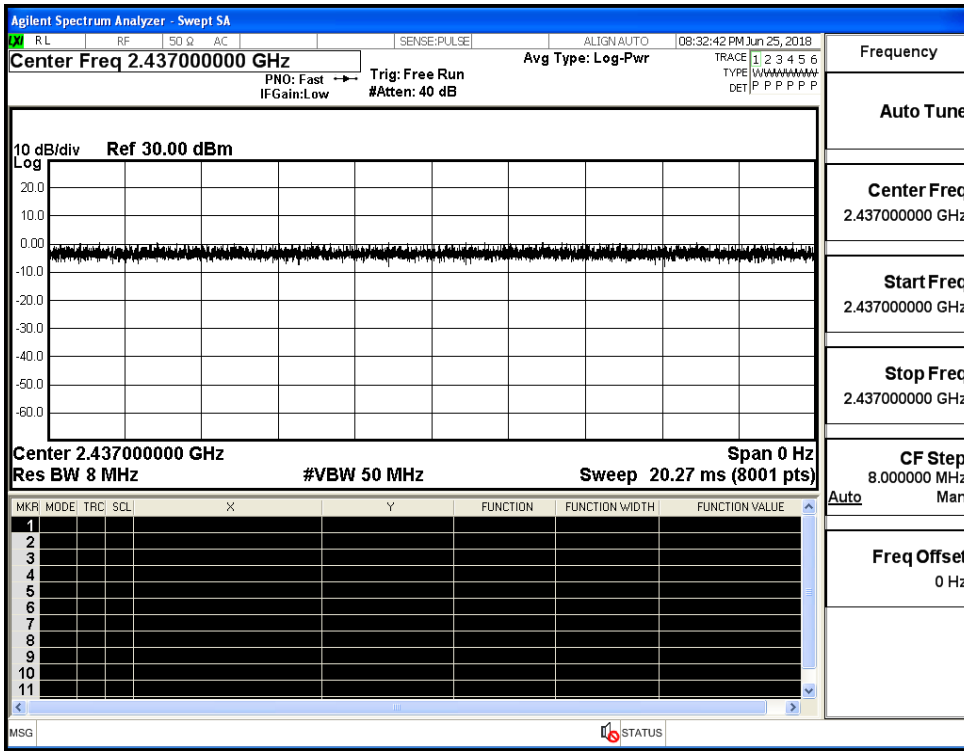 Agilent Spectrum Analyzer - Swept SA
LXI RL RF 50 Ω AC SENSE:PULSE ALIGN AUTO 08:32:42 PM Jun 25, 2018
Center Freq 2.437000000 GHz
PNO: Fast
IFGain:Low
Trig: Free Run
#Atten: 40 dB
Avg Type: Log-Pwr
TRACE 1 2 3 4 5 6
TYPE
DET P P P P P P
10 dB/div Ref 30.00 dBm
Log
20.0
10.0
0.00
-10.0
-20.0
-30.0
-40.0
-50.0
-60.0
Center 2.437000000 GHz Span 0 Hz
Res BW 8 MHz #VBW 50 MHz Sweep 20.27 ms (8001 pts)
MKR MODE TRC SCL X Y FUNCTION FUNCTION WIDTH FUNCTION VALUE
1
2
3
4
5
6
7
8
9
10
11
MSG STATUS
Frequency
Auto Tune
Center Freq
2.437000000 GHz
Start Freq
2.437000000 GHz
Stop Freq
2.437000000 GHz
CF Step
8.000000 MHz
Auto Man
Freq Offset
0 Hz